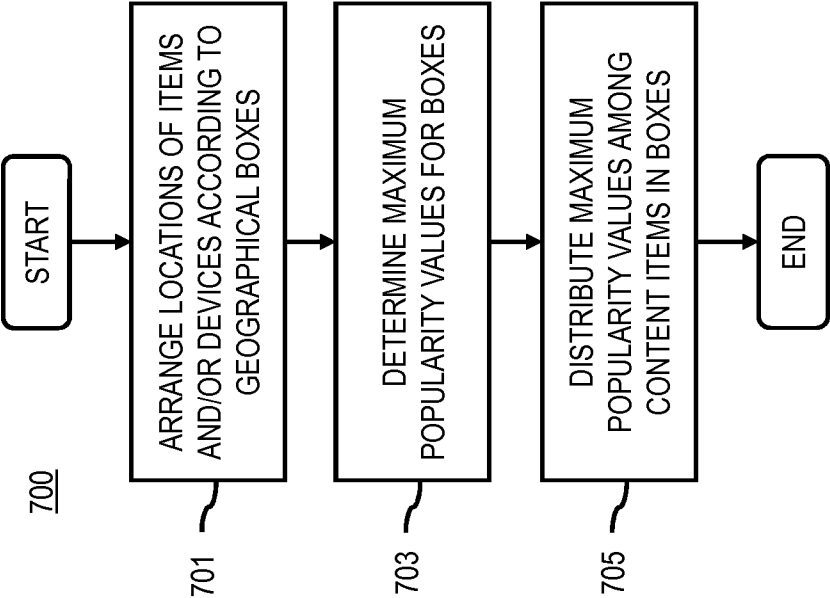 700
START
ARRANGE LOCATIONS OF ITEMS
AND/OR DEVICES ACCORDING TO
GEOGRAPHICAL BOXES
701
DETERMINE MAXIMUM
POPULARITY VALUES FOR BOXES
703
DISTRIBUTE MAXIMUM
POPULARITY VALUES AMONG
CONTENT ITEMS IN BOXES
705
END